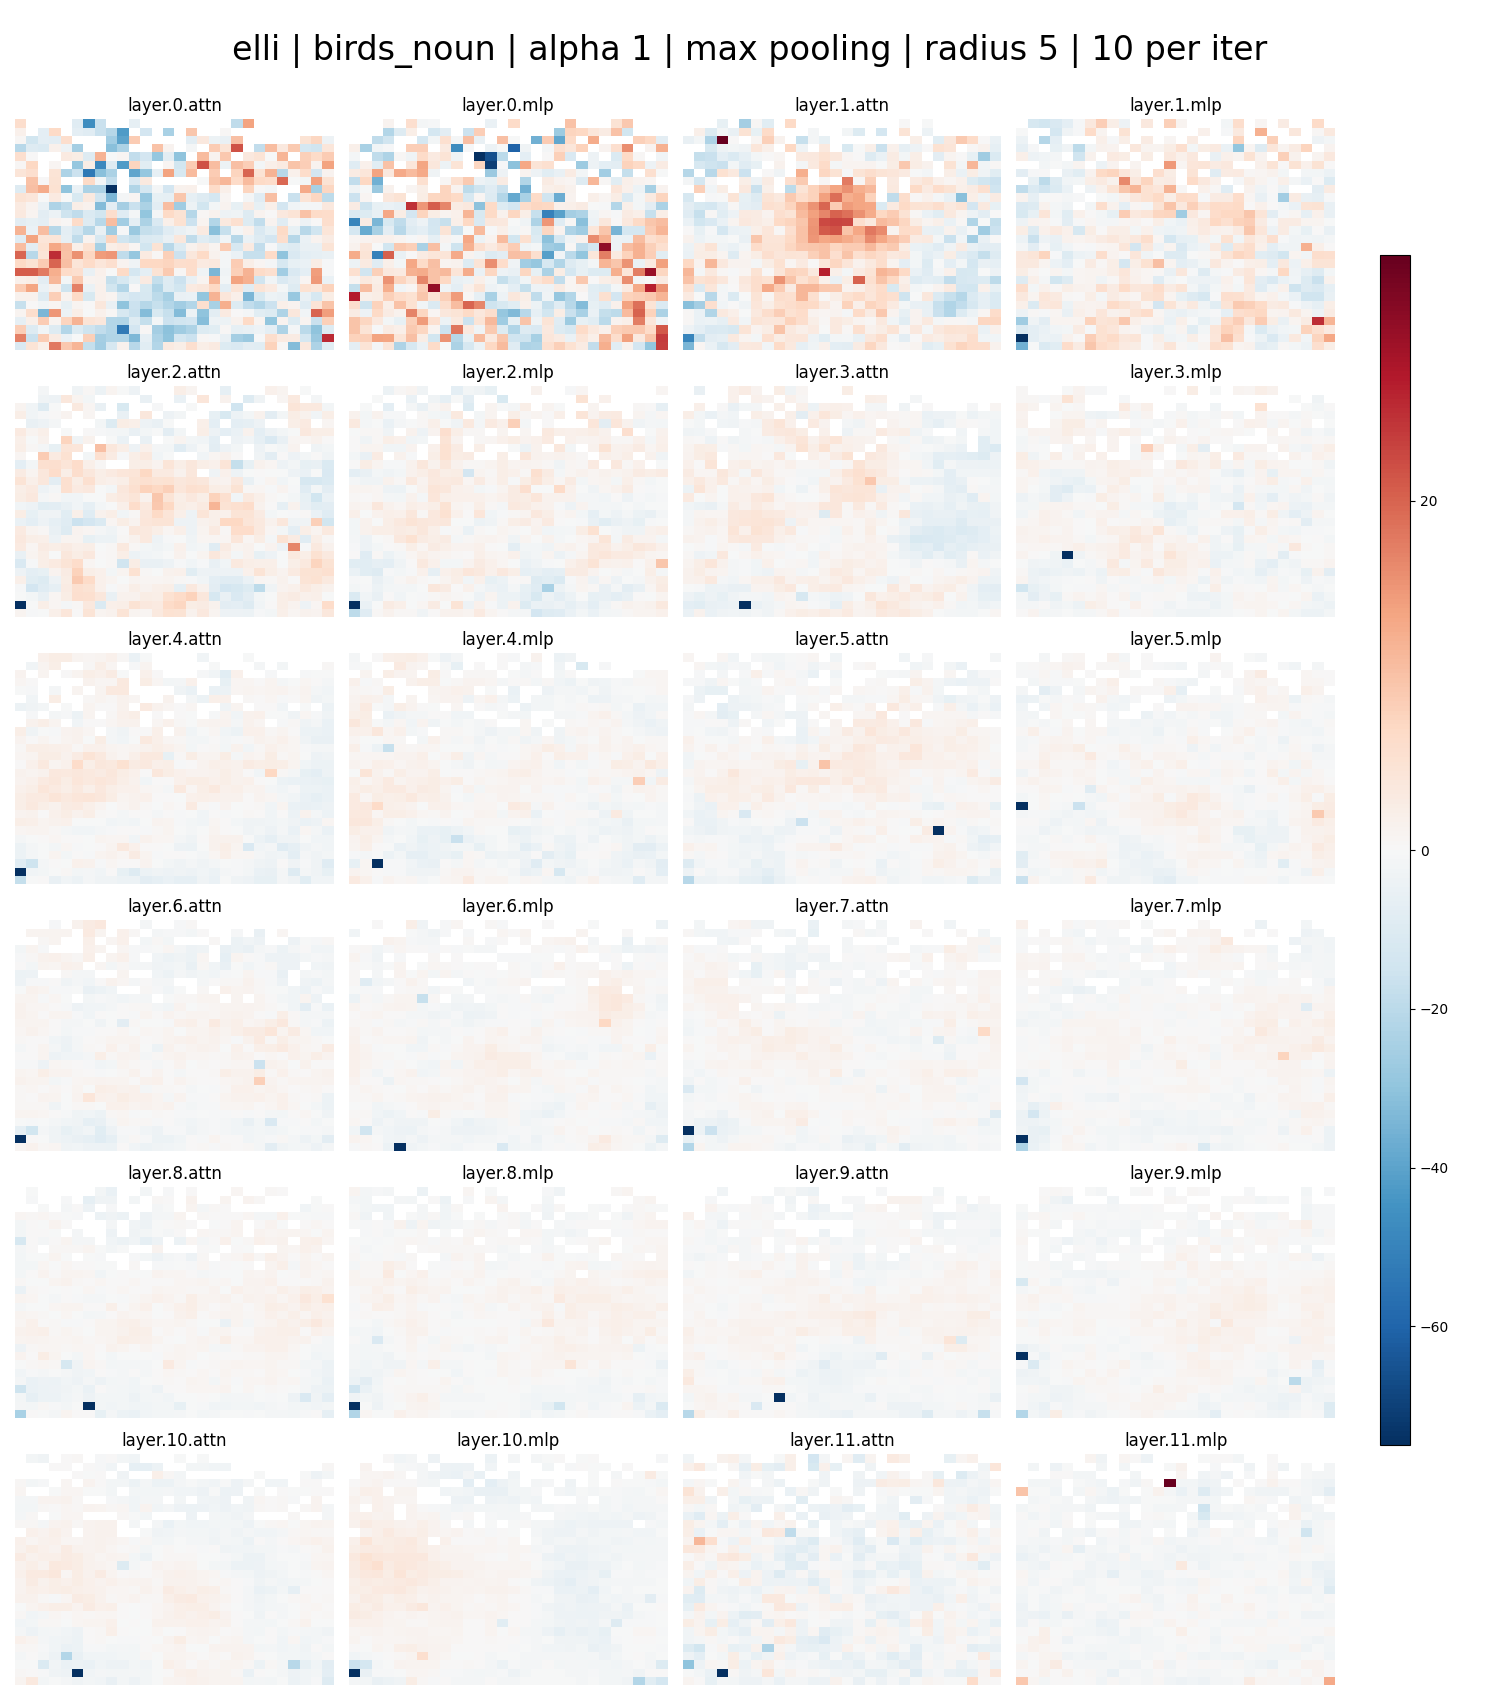 elli | birds_noun | alpha 1 | max pooling | radius 5 | 10 per iter
layer.0.attn layer.0.mlp layer.1.attn layer.1.mlp
layer.2.attn layer.2.mlp layer.3.attn layer.3.mlp
layer.4.attn layer.4.mlp layer.5.attn layer.5.mlp
layer.6.attn layer.6.mlp layer.7.attn layer.7.mlp
layer.8.attn layer.8.mlp layer.9.attn layer.9.mlp
layer.10.attn layer.10.mlp layer.11.attn layer.11.mlp
20
0
−20
−40
−60